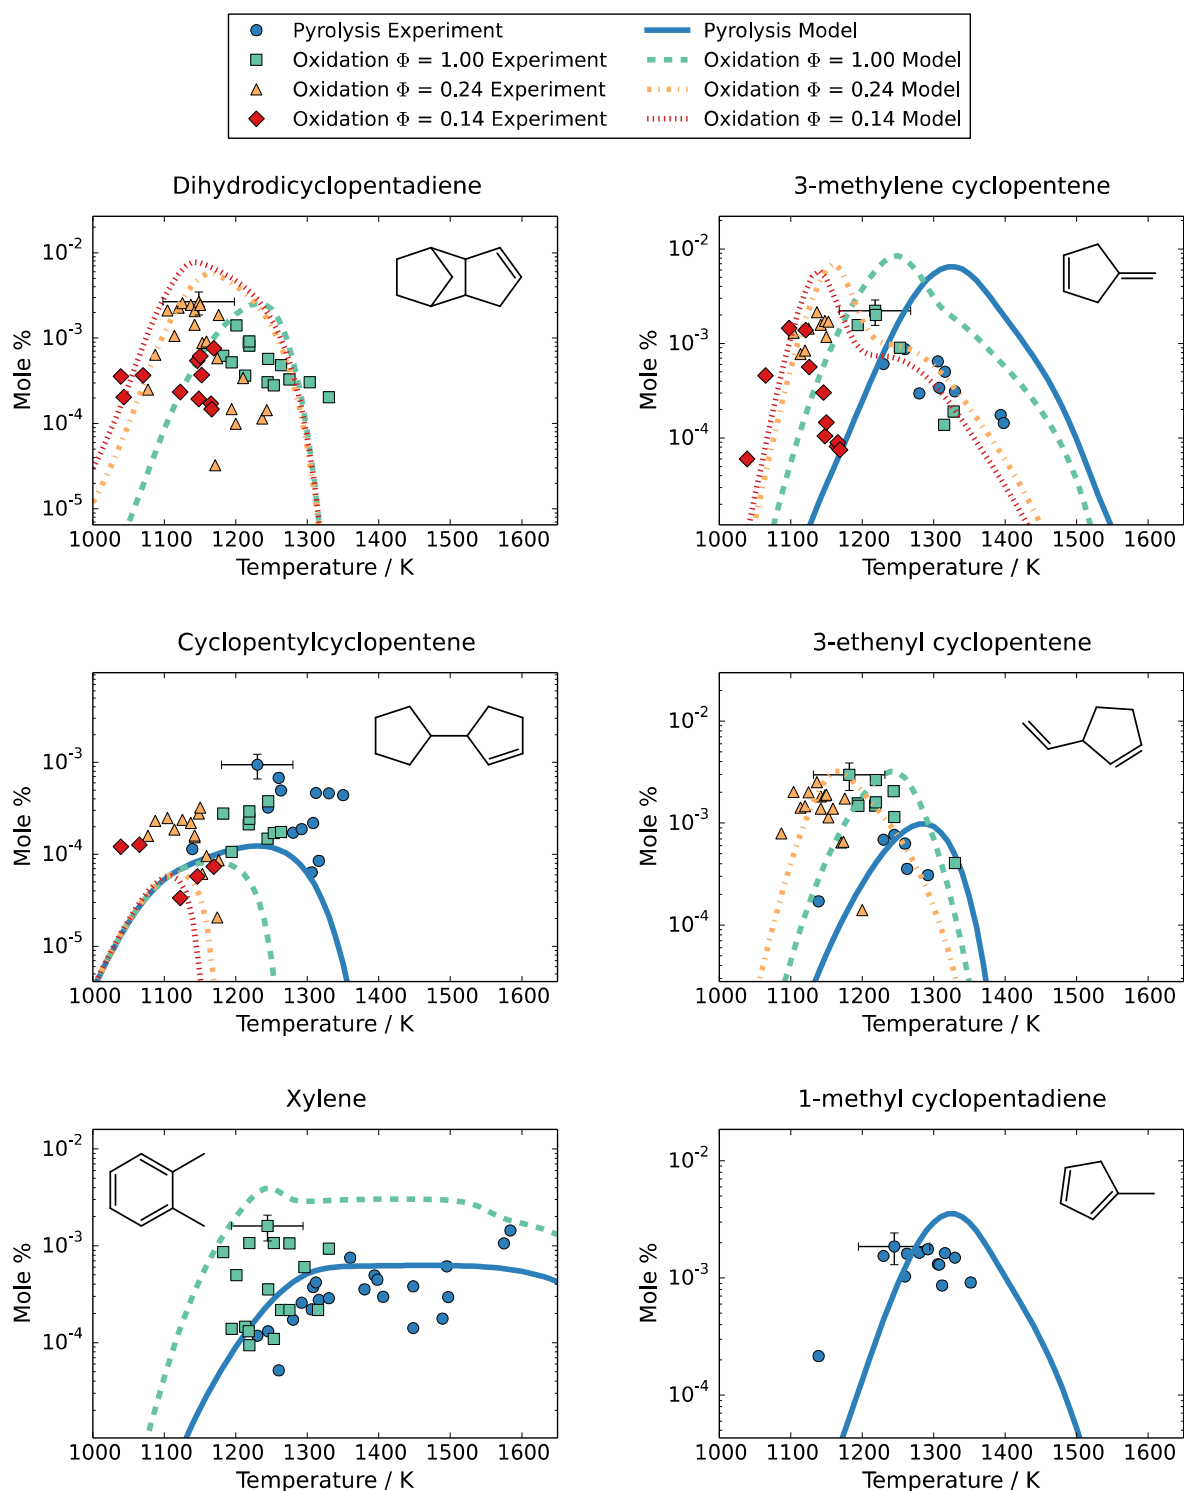 Pyrolysis Experiment
Pyrolysis Model
Oxidation Φ = 1.00 Experiment
Φ = 1.00 Model
Oxidation Φ = 0.24 Experiment
Oxidation Φ = 0.24 Model
Oxidation Φ = 0.14 Experiment
Oxidation Φ = 0.14 Model
Dihydrodicyclopentadiene
Mole %
10⁻²
10⁻³
10⁻⁴
10⁻⁵
1000 1100 1200 1300 1400 1500 1600
Temperature / K
3-methylene cyclopentene
Mole %
10⁻²
10⁻³
10⁻⁴
1000 1100 1200 1300 1400 1500 1600
Temperature / K
Cyclopentylcyclopentene
Mole %
10⁻³
10⁻⁴
10⁻⁵
1000 1100 1200 1300 1400 1500 1600
Temperature / K
3-ethenyl cyclopentene
Mole %
10⁻²
10⁻³
10⁻⁴
1000 1100 1200 1300 1400 1500 1600
Temperature / K
Xylene
Mole %
10⁻²
10⁻³
10⁻⁴
1000 1100 1200 1300 1400 1500 1600
Temperature / K
1-methyl cyclopentadiene
Mole %
10⁻²
10⁻³
10⁻⁴
1000 1100 1200 1300 1400 1500 1600
Temperature / K